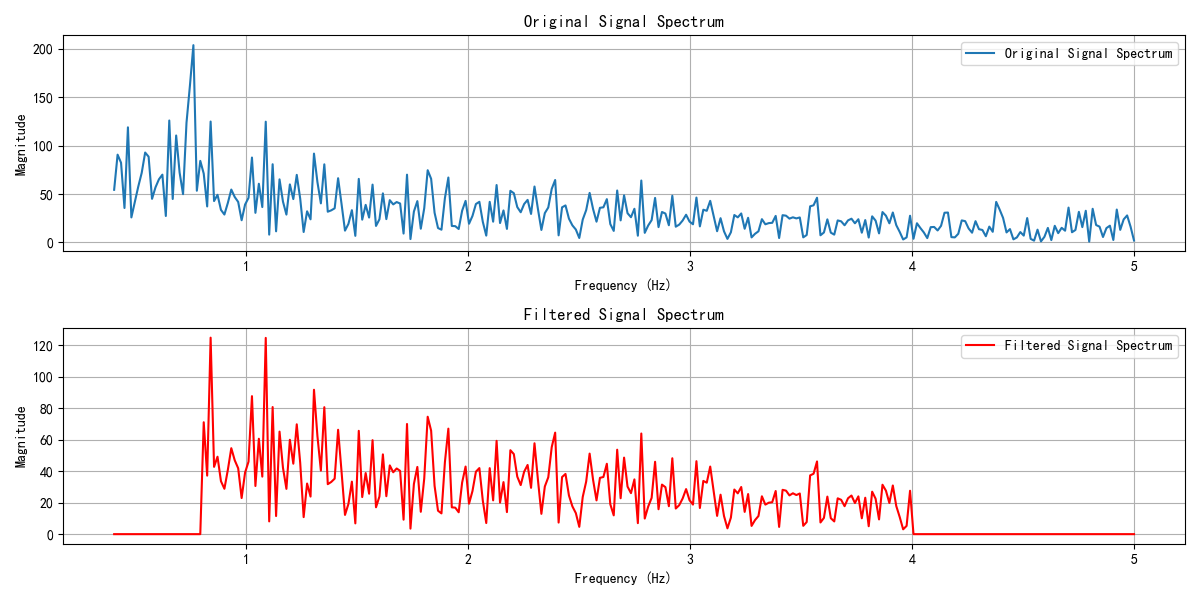 Original Signal Spectrum
Original Signal Spectrum
Magnitude
200
150
100
50
0
1 2 3 4 5
Frequency (Hz)
Filtered Signal Spectrum
Filtered Signal Spectrum
Magnitude
120
100
80
60
40
20
0
1 2 3 4 5
Frequency (Hz)